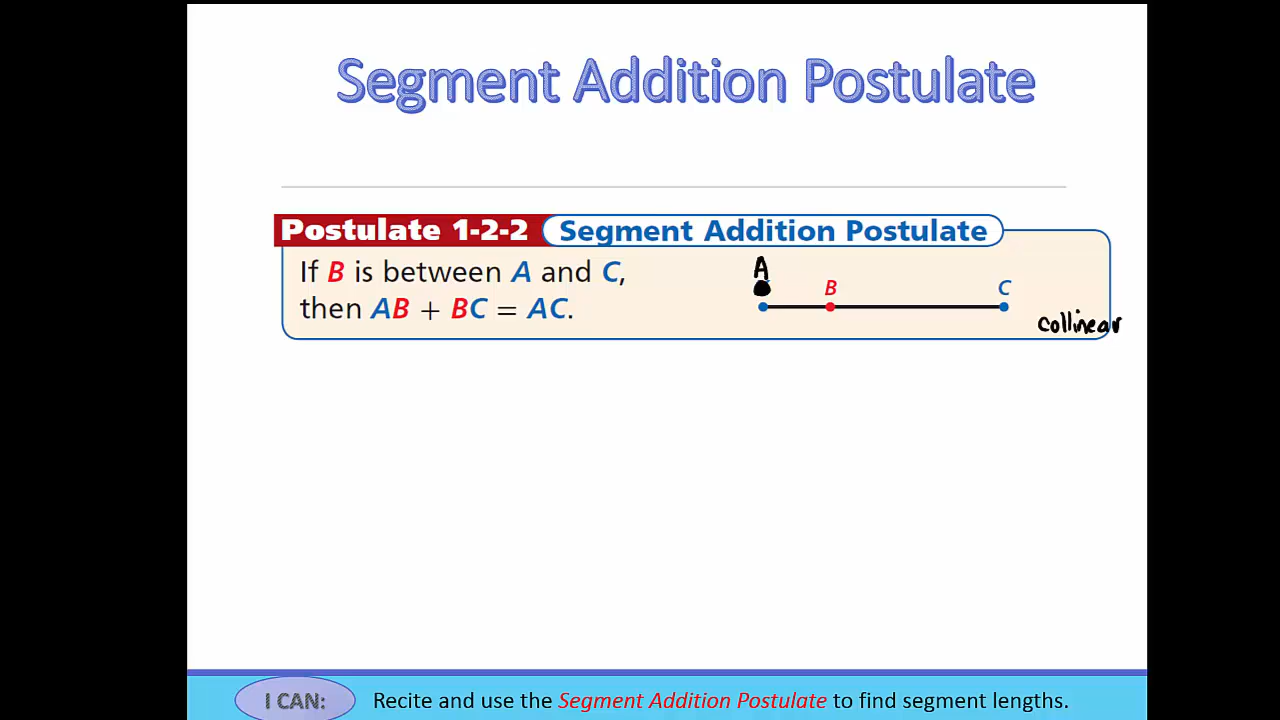 Segment Addition Postulate
Postulate 1-2-2 Segment Addition Postulate
If B is between A and C,
then AB + BC = AC.
A
B
C
collinear
I CAN: Recite and use the Segment Addition Postulate to find segment lengths.